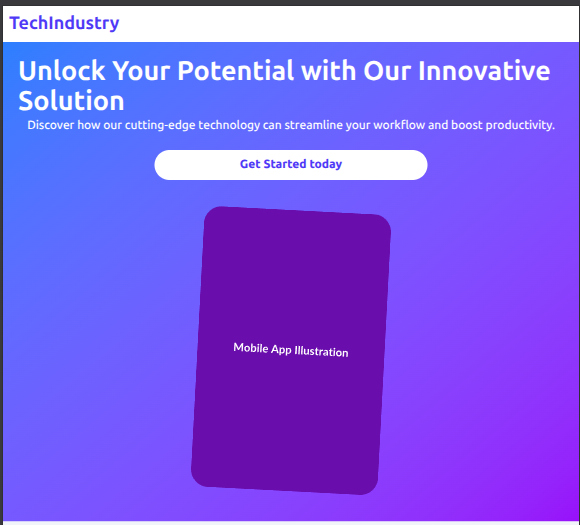 TechIndustry
Unlock Your Potential with Our Innovative
Solution
Discover how our cutting-edge technology can streamline your workflow and boost productivity.
Get Started today
Mobile App Illustration